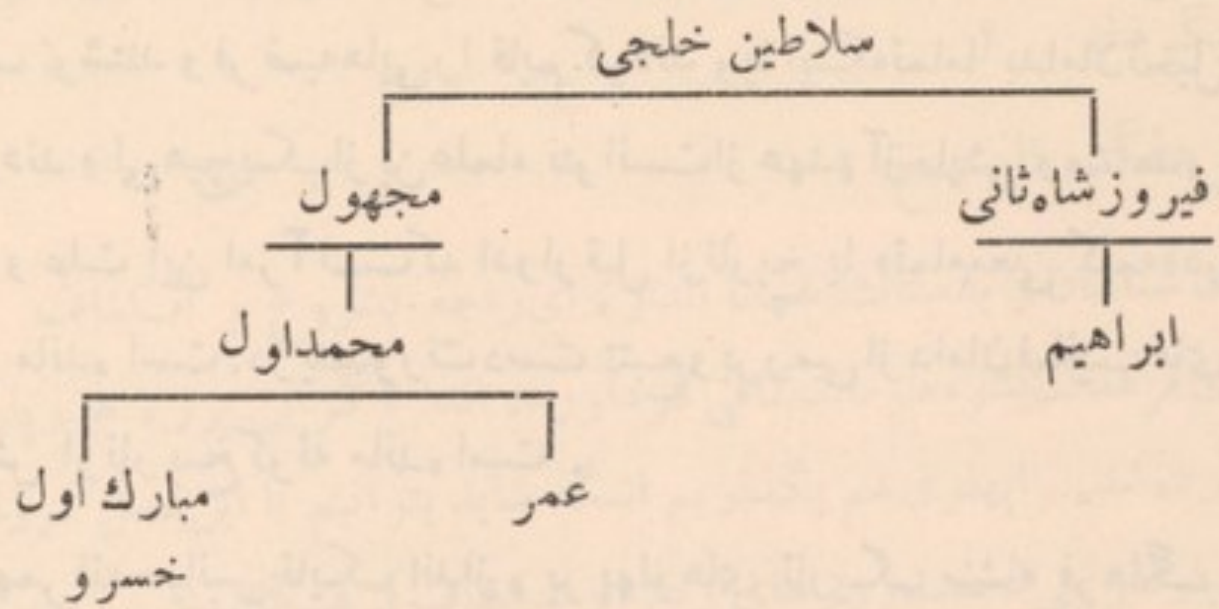 سلاطین خلجی
فیروزشاه ثانی مجهول
ابراهیم محمداول
عمر مبارك اول
خسرو